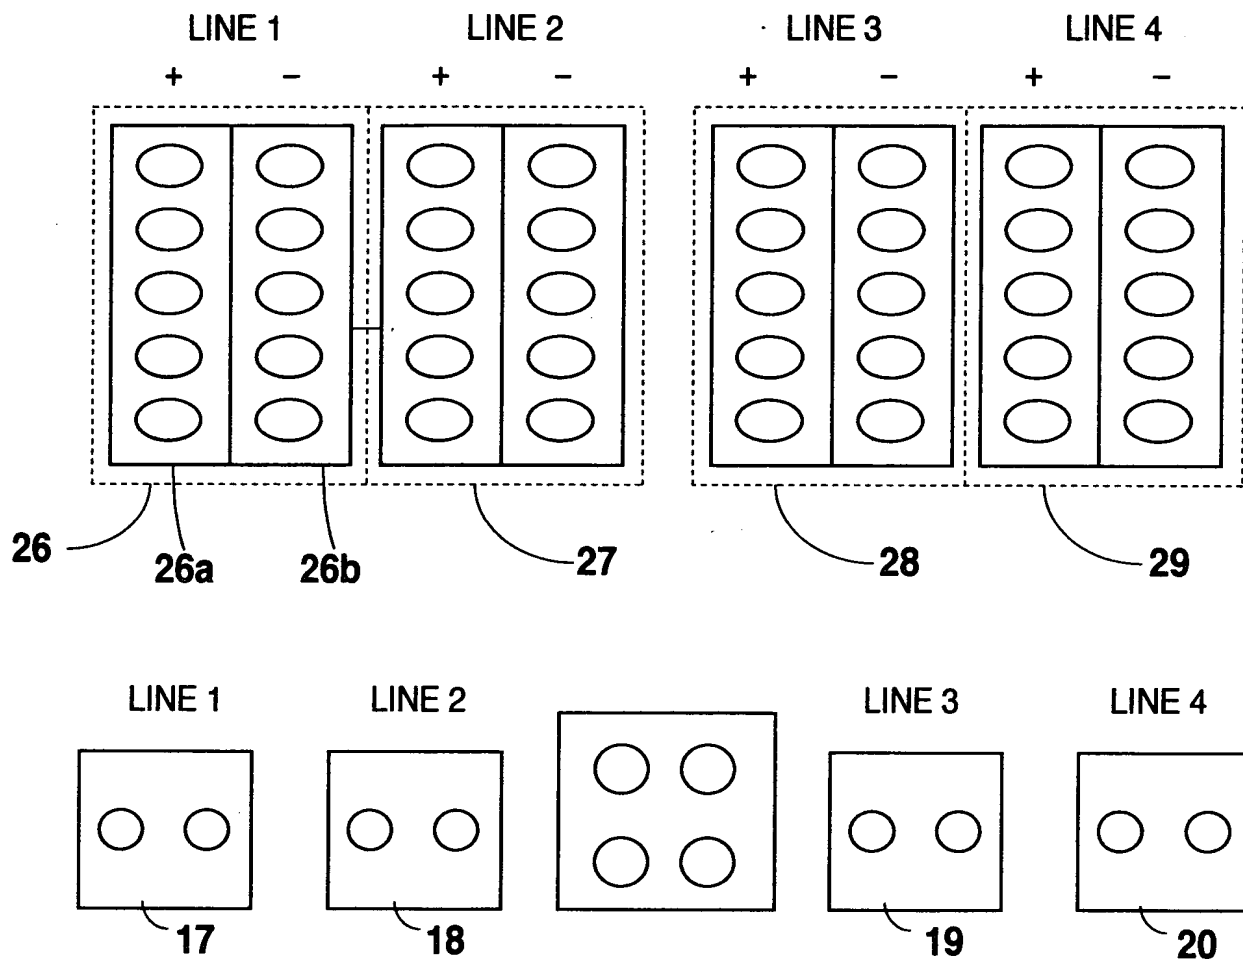 LINE 1 LINE 2 LINE 3 LINE 4
+ − + − + − + −
26 26a 26b 27 28 29
LINE 1 LINE 2 LINE 3 LINE 4
17 18 19 20